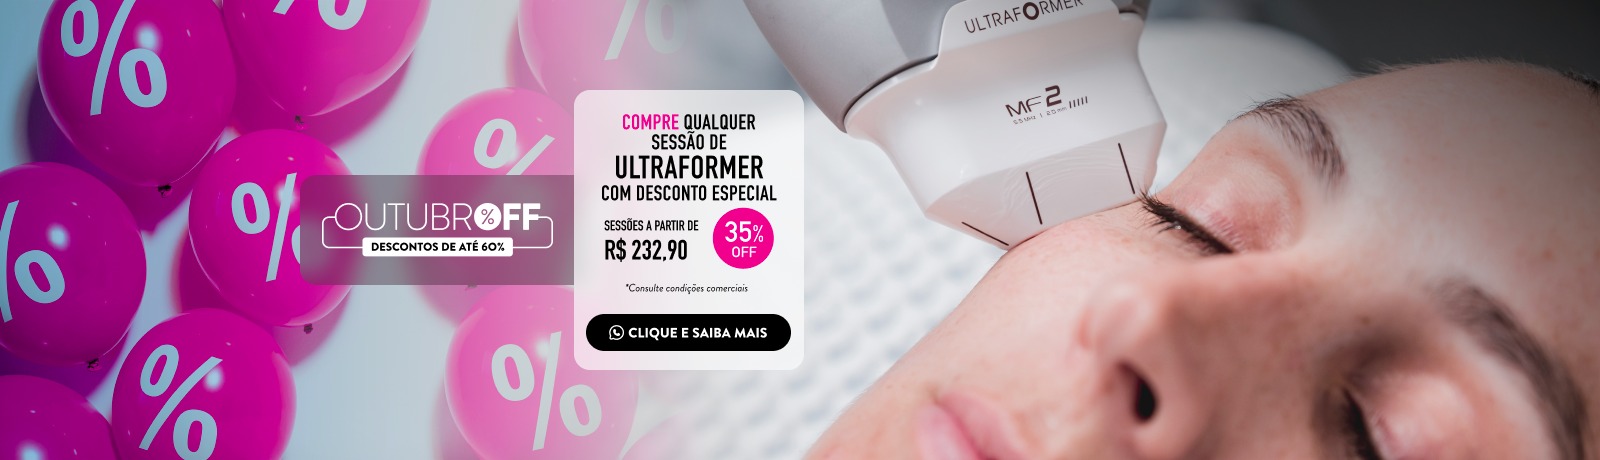 %
%
%
%
%
%
%
%
OUTUBR%FF
DESCONTOS DE ATÉ 60%
COMPRE QUALQUER
SESSÃO DE
ULTRAFORMER
COM DESCONTO ESPECIAL
SESSÕES A PARTIR DE
R$ 232,90
35%
OFF
*Consulte condições comerciais
CLIQUE E SAIBA MAIS
ULTRAFORMER
MF2